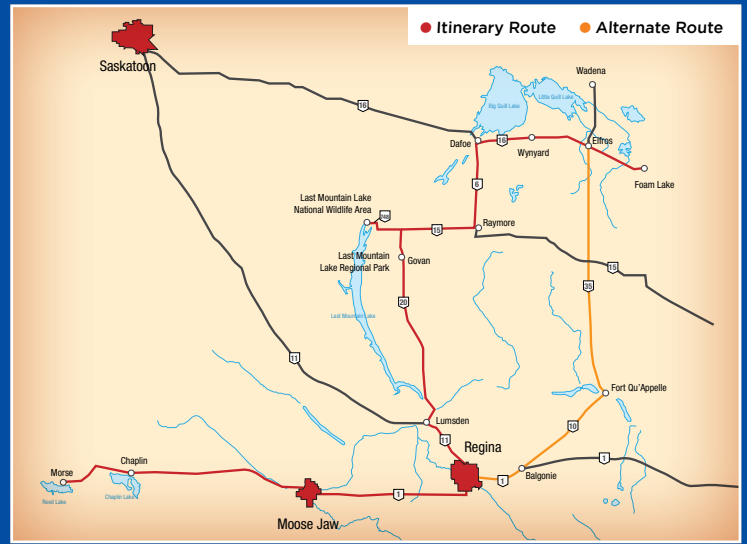 Itinerary Route
Alternate Route
Saskatoon
Wadena
Big Quill Lake
Little Quill Lake
16
Dafoe
16
Wynyard
Elfros
Foam Lake
6
Last Mountain Lake
National Wildlife Area
Raymore
15
15
Last Mountain
Lake Regional Park
Govan
35
20
Last Mountain Lake
11
Fort Qu'Appelle
Lumsden
10
11
Regina
Chaplin
1
Morse
Balgonie
1
Reed Lake
Chaplin Lake
1
Moose Jaw